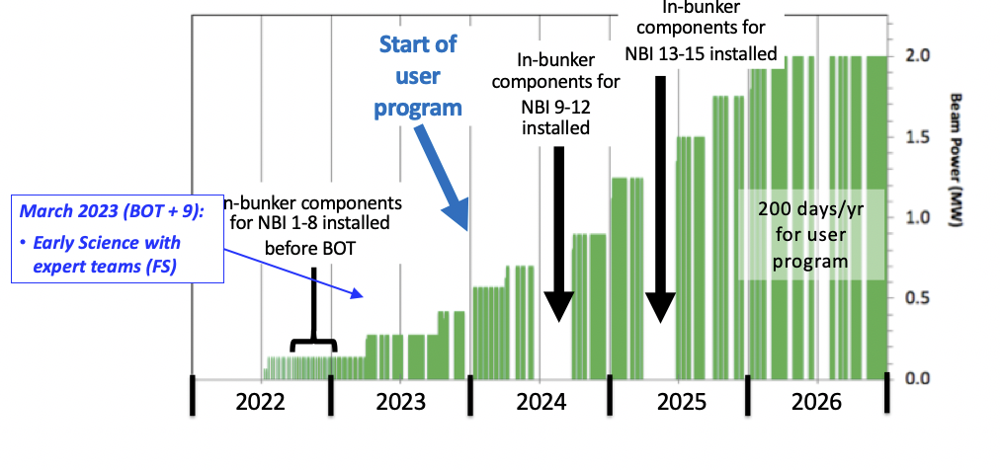 In-bunker
components for
NBI 13-15 installed
Start of
user
program
In-bunker
components for
NBI 9-12
installed
March 2023 (BOT + 9):
• Early Science with
expert teams (FS)
n-bunker components
for NBI 1-8 installed
before BOT
200 days/yr
for user
program
2.0
1.5
1.0
0.5
0.0
Beam Power (MW)
2022
2023
2024
2025
2026